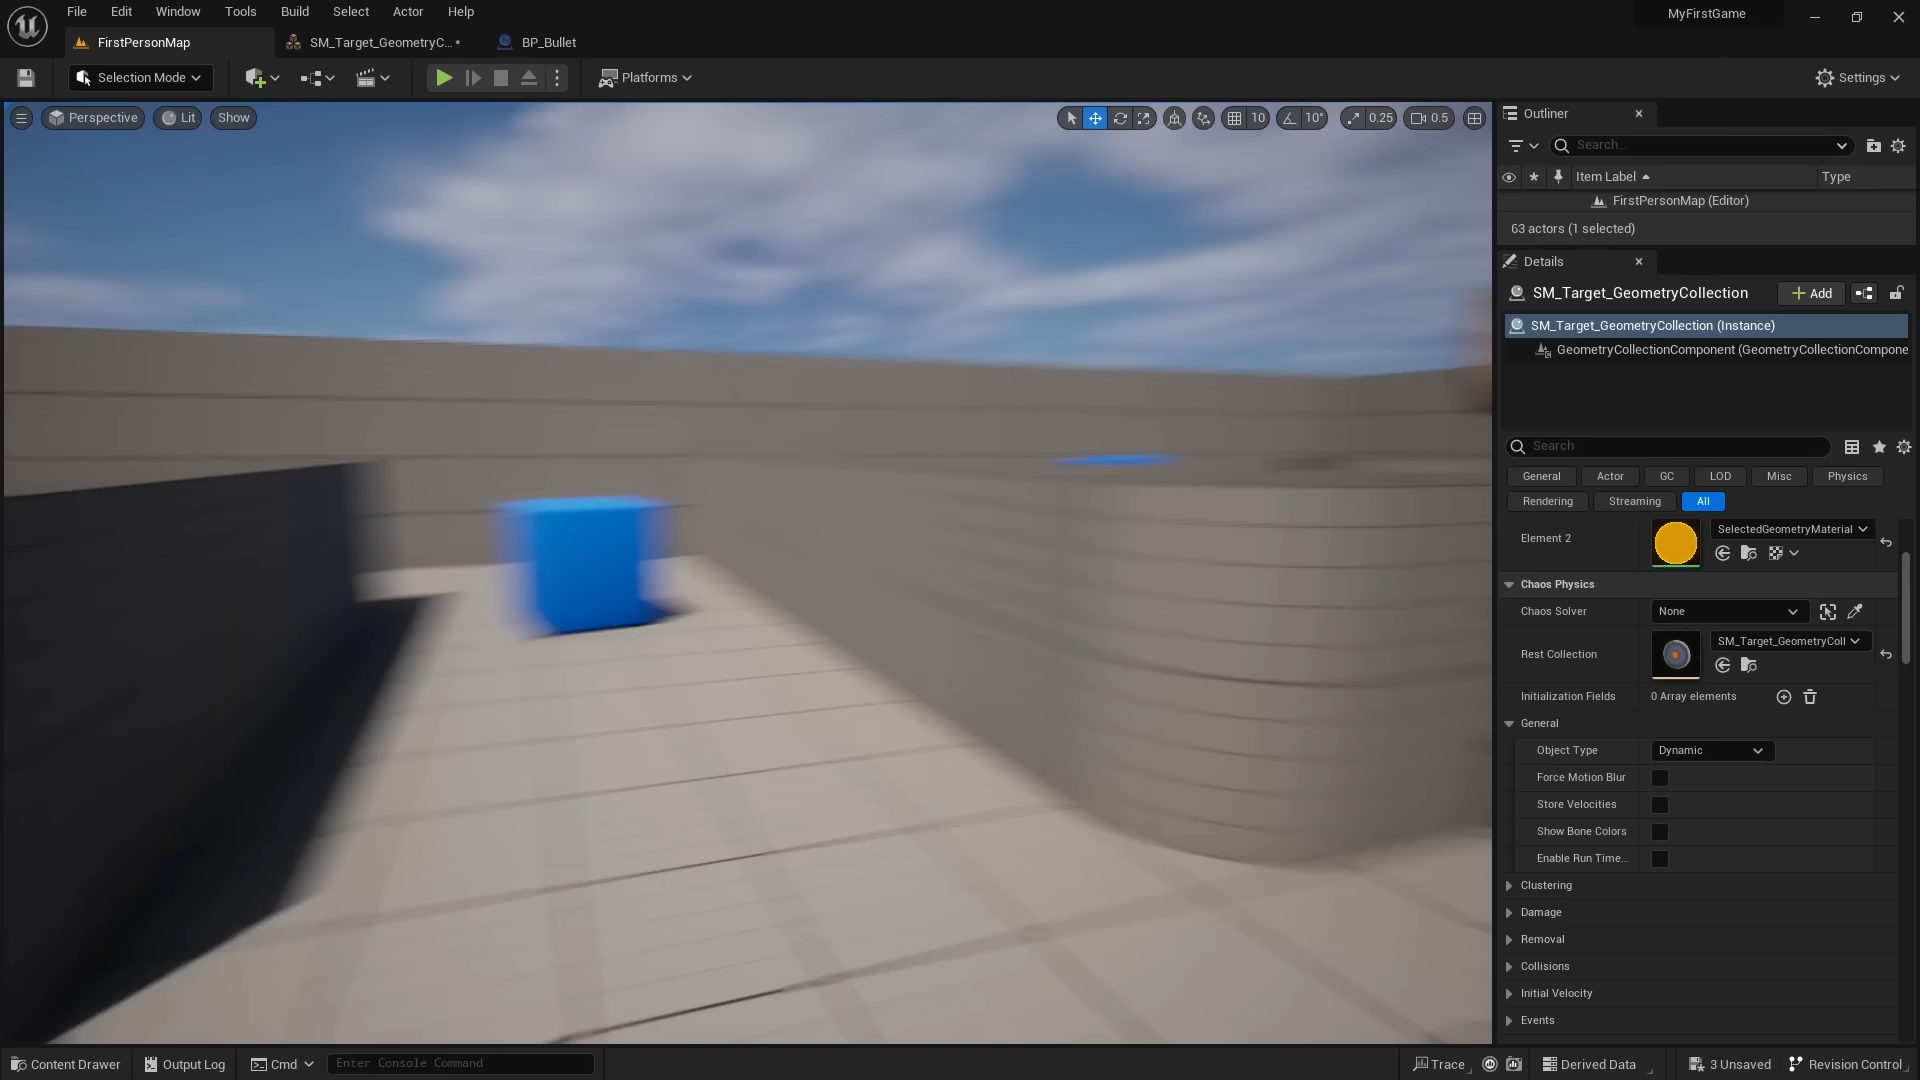 File Edit Window Tools Build Select Actor Help
MyFirstGame
FirstPersonMap
SM_Target_GeometryC... •
BP_Bullet
Selection Mode
Platforms
Settings
Perspective
Lit
Show
10
10°
0.25
0.5
Outliner
Search...
Item Label
Type
FirstPersonMap (Editor)
63 actors (1 selected)
Details
SM_Target_GeometryCollection
Add
SM_Target_GeometryCollection (Instance)
GeometryCollectionComponent (GeometryCollectionCompone
Search
General Actor GC LOD Misc Physics
Rendering Streaming All
Element 2
SelectedGeometryMaterial
Chaos Physics
Chaos Solver
None
Rest Collection
SM_Target_GeometryColl
Initialization Fields
0 Array elements
General
Object Type
Dynamic
Force Motion Blur
Store Velocities
Show Bone Colors
Enable Run Time...
Clustering
Damage
Removal
Collisions
Initial Velocity
Events
Content Drawer
Output Log
Cmd
Enter Console Command
Trace
Derived Data
3 Unsaved
Revision Control